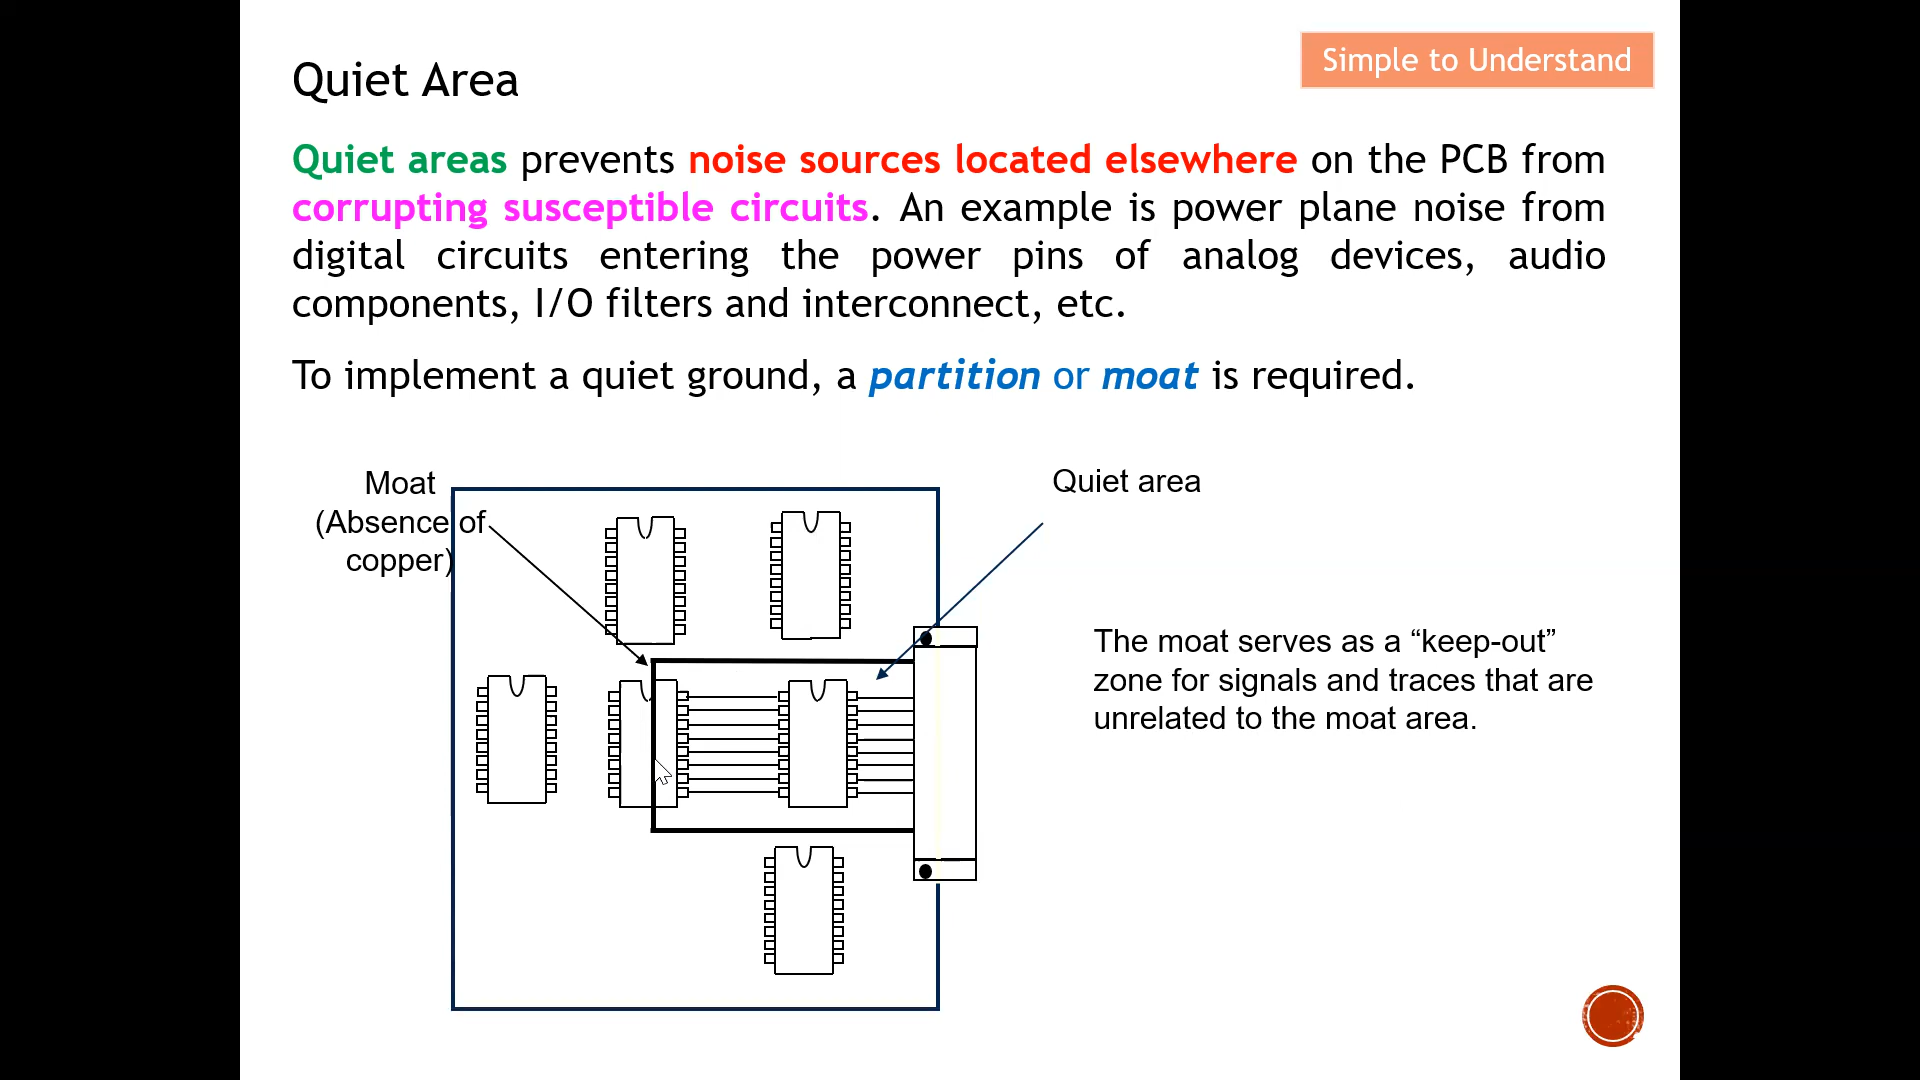 Simple to Understand
Quiet Area
Quiet areas prevents noise sources located elsewhere on the PCB from
corrupting susceptible circuits. An example is power plane noise from
digital circuits entering the power pins of analog devices, audio
components, I/O filters and interconnect, etc.
To implement a quiet ground, a partition or moat is required.
Moat
(Absence of
copper)
Quiet area
The moat serves as a “keep-out”
zone for signals and traces that are
unrelated to the moat area.